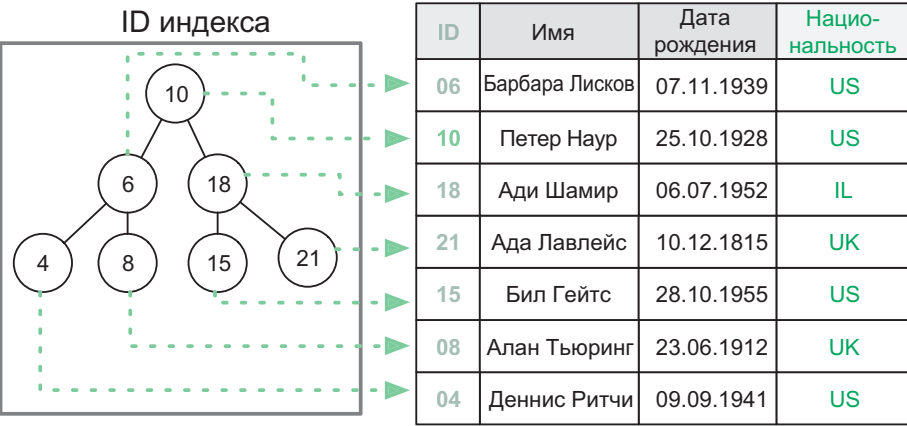 ID индекса
10
6
18
4
8
15
21
ID
Имя
Дата
рождения
Нацио-
нальность
06 Барбара Лисков 07.11.1939 US
10 Петер Наур 25.10.1928 US
18 Ади Шамир 06.07.1952 IL
21 Ада Лавлейс 10.12.1815 UK
15 Бил Гейтс 28.10.1955 US
08 Алан Тьюринг 23.06.1912 UK
04 Деннис Ритчи 09.09.1941 US